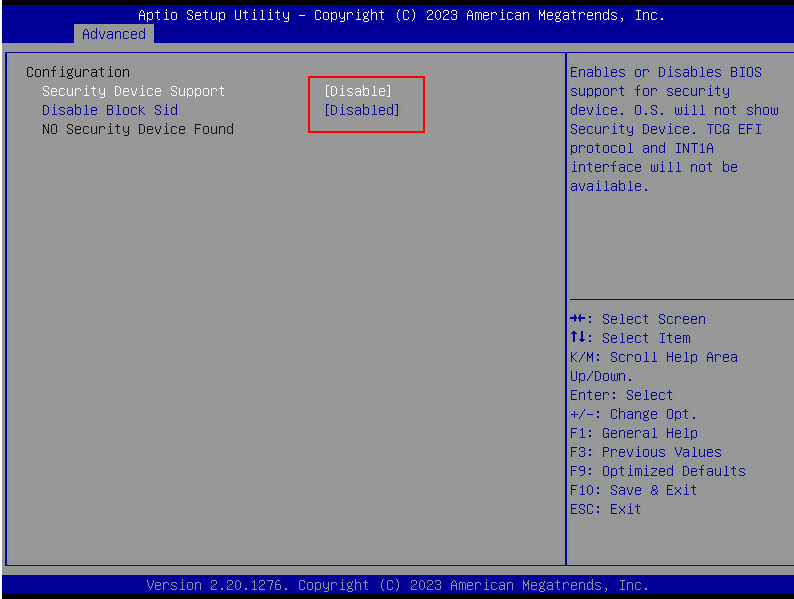 Aptio Setup Utility – Copyright (C) 2023 American Megatrends, Inc.
Advanced
Configuration
Security Device Support [Disable]
Disable Block Sid [Disabled]
NO Security Device Found
Enables or Disables BIOS
support for security
device. O.S. will not show
Security Device. TCG EFI
protocol and INT1A
interface will not be
available.
→←: Select Screen
↑↓: Select Item
K/M: Scroll Help Area
Up/Down.
Enter: Select
+/-: Change Opt.
F1: General Help
F3: Previous Values
F9: Optimized Defaults
F10: Save & Exit
ESC: Exit
Version 2.20.1276. Copyright (C) 2023 American Megatrends, Inc.